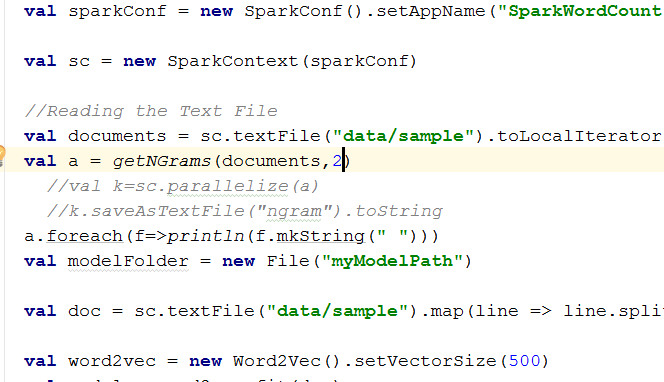 val sparkConf = new SparkConf().setAppName("SparkWordCount
val sc = new SparkContext(sparkConf)
//Reading the Text File
val documents = sc.textFile("data/sample").toLocalIterator
val a = getNGrams(documents,2)
//val k=sc.parallelize(a)
//k.saveAsTextFile("ngram").toString
a.foreach(f=>println(f.mkString(" ")))
val modelFolder = new File("myModelPath")
val doc = sc.textFile("data/sample").map(line => line.spli
val word2vec = new Word2Vec().setVectorSize(500)